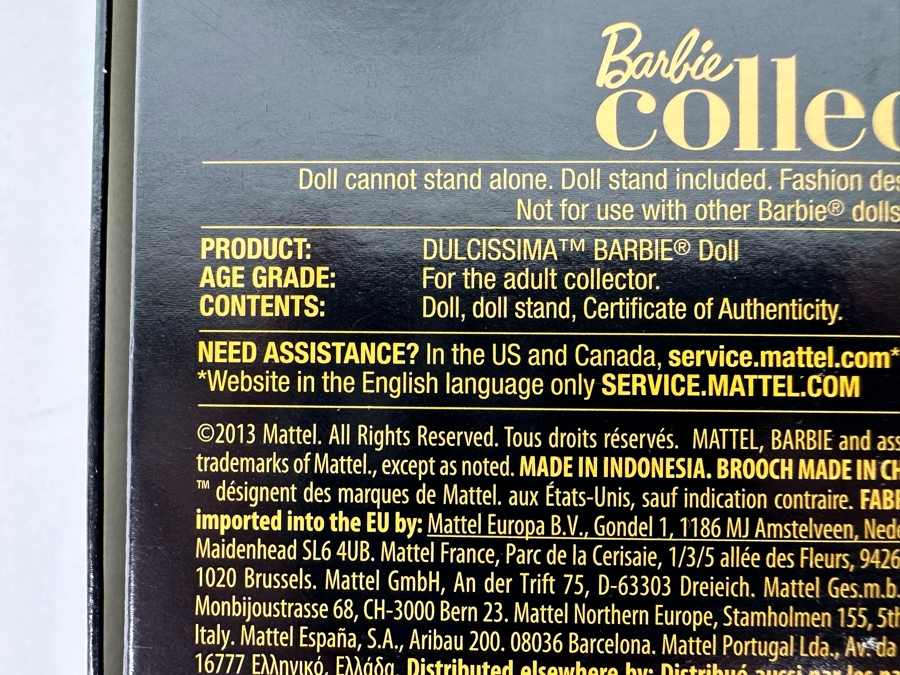 Barbie
collec
Doll cannot stand alone. Doll stand included. Fashion des
Not for use with other Barbie® dolls
PRODUCT: DULCISSIMA™ BARBIE® Doll
AGE GRADE: For the adult collector.
CONTENTS: Doll, doll stand, Certificate of Authenticity.
NEED ASSISTANCE? In the US and Canada, service.mattel.com*
*Website in the English language only SERVICE.MATTEL.COM
©2013 Mattel. All Rights Reserved. Tous droits réservés. MATTEL, BARBIE and ass
trademarks of Mattel., except as noted. MADE IN INDONESIA. BROOCH MADE IN CH
™ désignent des marques de Mattel. aux États-Unis, sauf indication contraire. FABR
imported into the EU by: Mattel Europa B.V., Gondel 1, 1186 MJ Amstelveen, Nede
Maidenhead SL6 4UB. Mattel France, Parc de la Cerisaie, 1/3/5 allée des Fleurs, 9426
1020 Brussels. Mattel GmbH, An der Trift 75, D-63303 Dreieich. Mattel Ges.m.b.
Monbijoustrasse 68, CH-3000 Bern 23. Mattel Northern Europe, Stamholmen 155, 5th
Italy. Mattel España, S.A., Aribau 200. 08036 Barcelona. Mattel Portugal Lda., Av. da
16777 Ελληνικό, Ελλάδα. Distributed elsewhere by: Distribué aussi par les pa